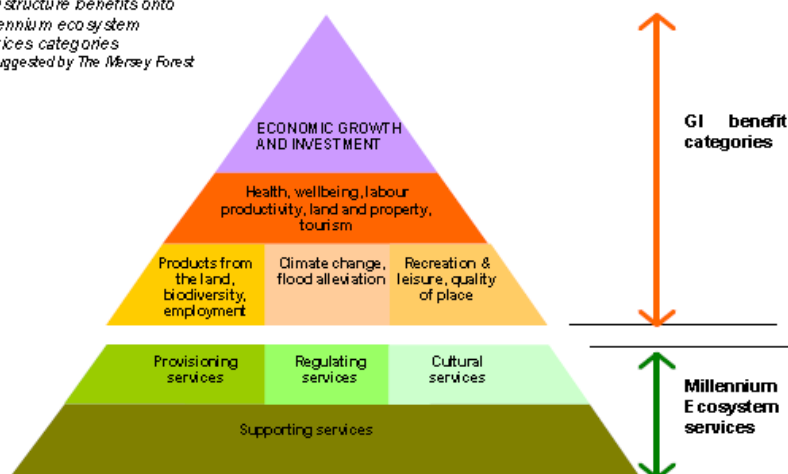 structure benefits onto
ennium ecosystem
ices categories
uggested by The Mersey Forest
ECONOMIC GROWTH
AND INVESTMENT
Health, wellbeing, labour
productivity, land and property,
tourism
Products from
the land,
biodiversity,
employment
Climate change,
flood alleviation
Recreation &
leisure, quality
of place
GI benefit
categories
Provisioning
services
Regulating
services
Cultural
services
Supporting services
Millennium
Ecosystem
services